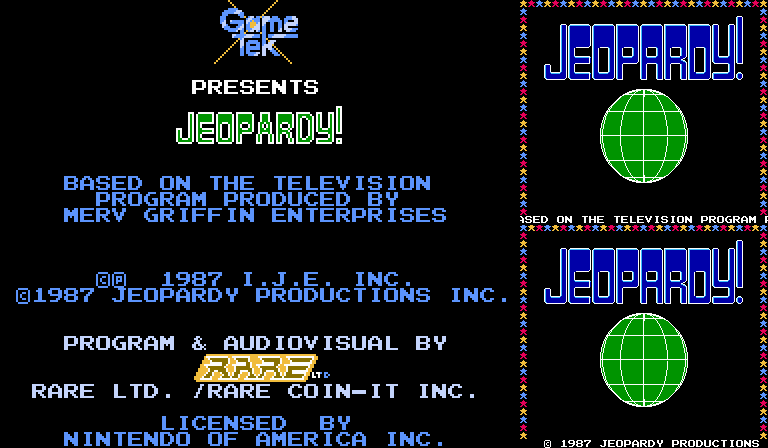 Game
Tek
PRESENTS
JEOPARDY!
BASED ON THE TELEVISION
PROGRAM PRODUCED BY
MERV GRIFFIN ENTERPRISES
©℗ 1987 I.J.E. INC.
©1987 JEOPARDY PRODUCTIONS INC.
PROGRAM & AUDIOVISUAL BY
RARE LTD
RARE LTD. /RARE COIN-IT INC.
LICENSED BY
NINTENDO OF AMERICA INC.
JEOPARDY!
ASED ON THE TELEVISION PROGRAM P
JEOPARDY!
© 1987 JEOPARDY PRODUCTIONS